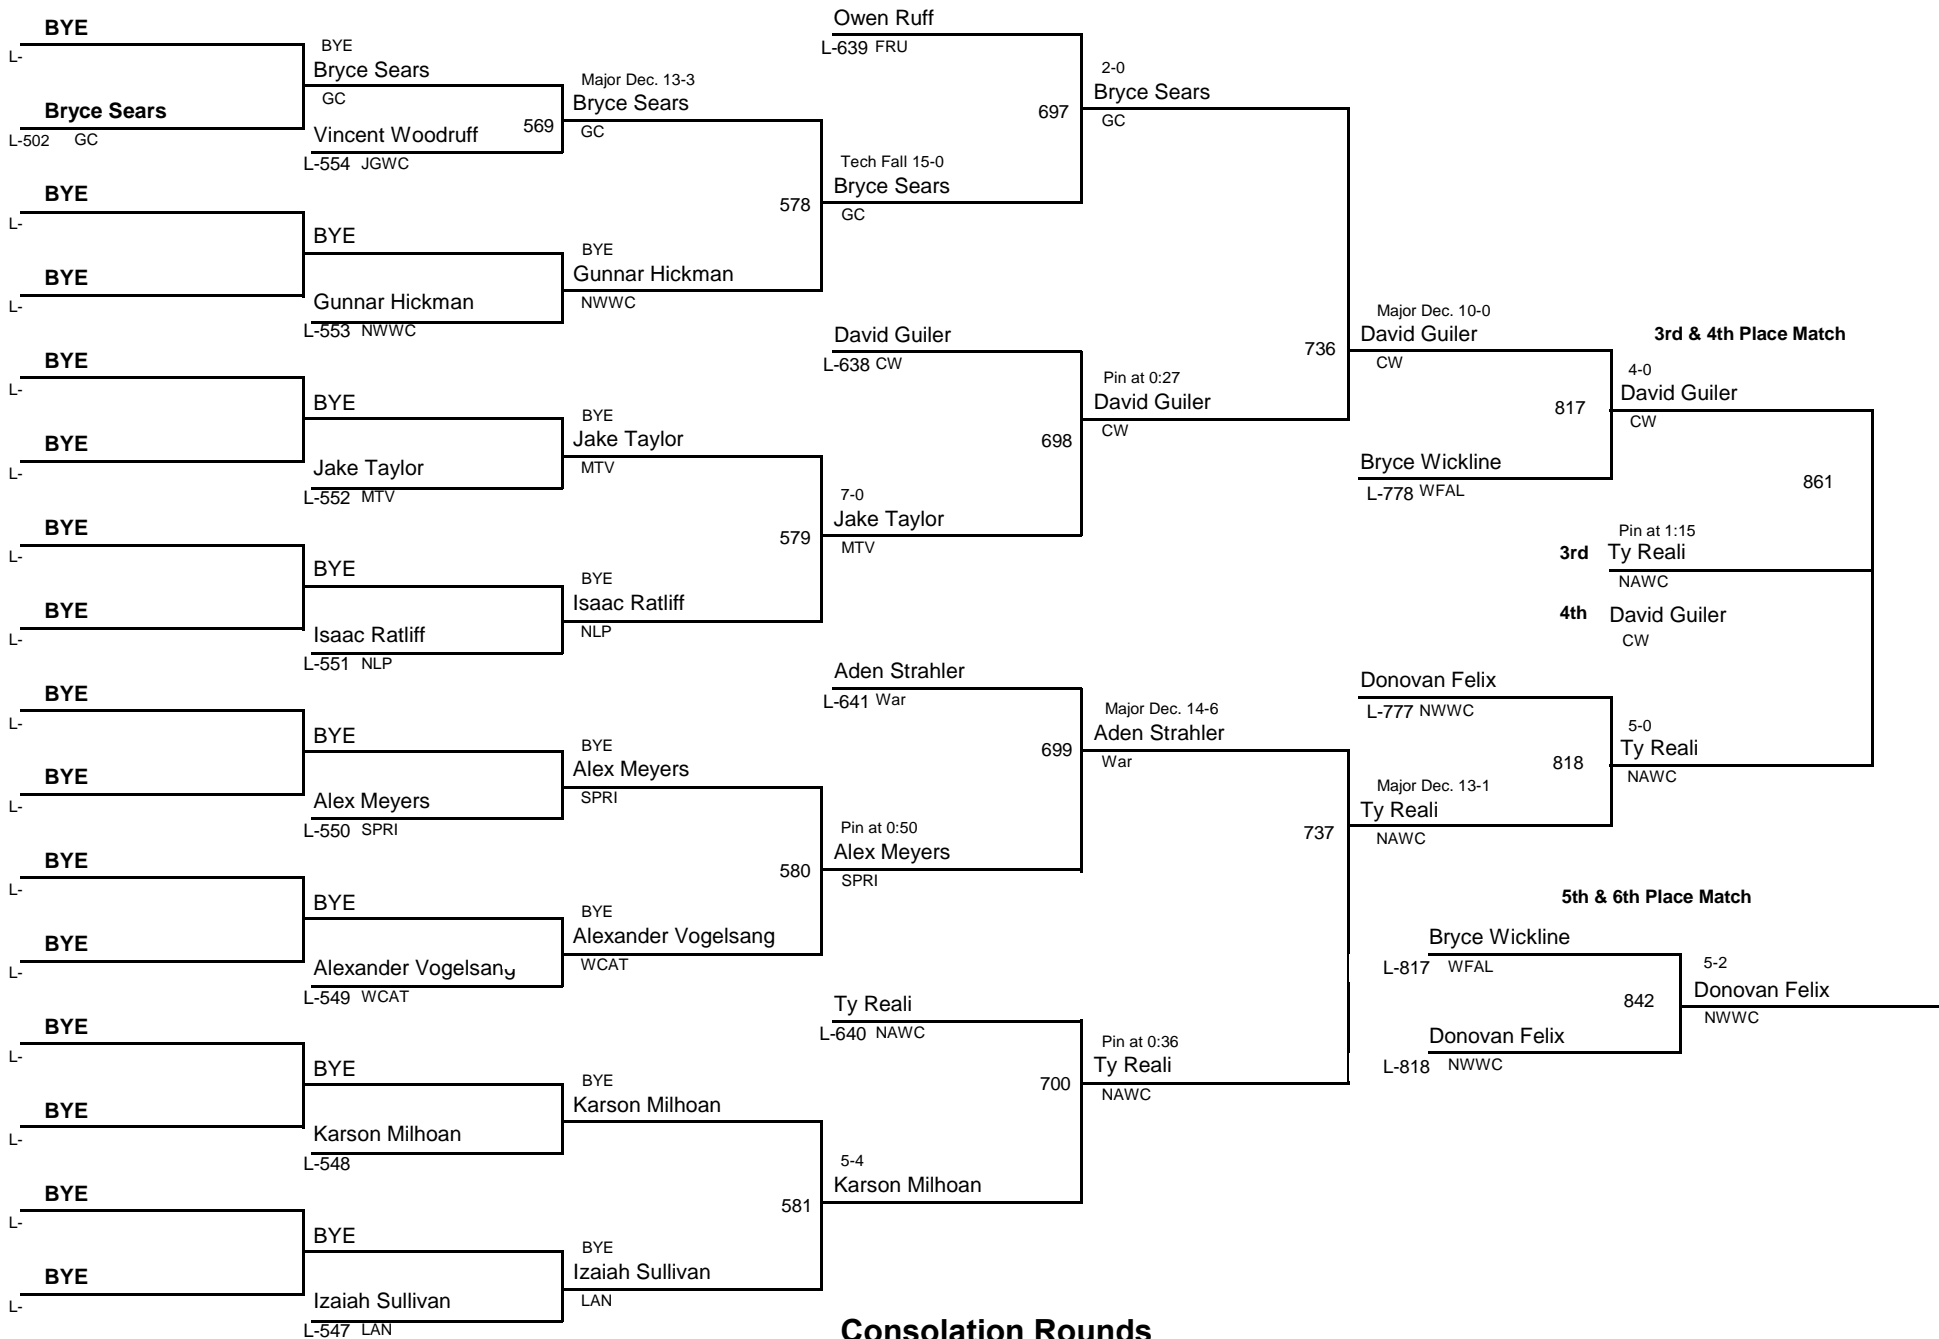 BYE
L-
Bryce Sears
L-502 GC
BYE
L-
BYE
L-
BYE
L-
BYE
L-
BYE
L-
BYE
L-
BYE
L-
BYE
L-
BYE
L-
BYE
L-
BYE
L-
BYE
L-
BYE
L-
BYE
L-
BYE
Bryce Sears
GC
Vincent Woodruff
L-554 JGWC
569
BYE
Gunnar Hickman
L-553 NWWC
BYE
Jake Taylor
L-552 MTV
BYE
Isaac Ratliff
L-551 NLP
BYE
Alex Meyers
L-550 SPRI
BYE
Alexander Vogelsang
L-549 WCAT
BYE
Karson Milhoan
L-548
BYE
Izaiah Sullivan
L-547 LAN
Major Dec. 13-3
Bryce Sears
GC
578
BYE
Gunnar Hickman
NWWC
BYE
Jake Taylor
MTV
579
BYE
Isaac Ratliff
NLP
BYE
Alex Meyers
SPRI
580
BYE
Alexander Vogelsang
WCAT
BYE
Karson Milhoan
581
BYE
Izaiah Sullivan
LAN
Owen Ruff
L-639 FRU
697
Tech Fall 15-0
Bryce Sears
GC
David Guiler
L-638 CW
698
7-0
Jake Taylor
MTV
Aden Strahler
L-641 War
699
Pin at 0:50
Alex Meyers
SPRI
Ty Reali
L-640 NAWC
700
5-4
Karson Milhoan
2-0
Bryce Sears
GC
736
Pin at 0:27
David Guiler
CW
Major Dec. 14-6
Aden Strahler
War
737
Pin at 0:36
Ty Reali
NAWC
Major Dec. 10-0
David Guiler
CW
817
Bryce Wickline
L-778 WFAL
Donovan Felix
L-777 NWWC
818
Major Dec. 13-1
Ty Reali
NAWC
3rd & 4th Place Match
4-0
David Guiler
CW
861
Pin at 1:15
3rd Ty Reali
NAWC
4th David Guiler
CW
5-0
Ty Reali
NAWC
5th & 6th Place Match
Bryce Wickline
L-817 WFAL
842
Donovan Felix
L-818 NWWC
5-2
Donovan Felix
NWWC
Consolation Rounds